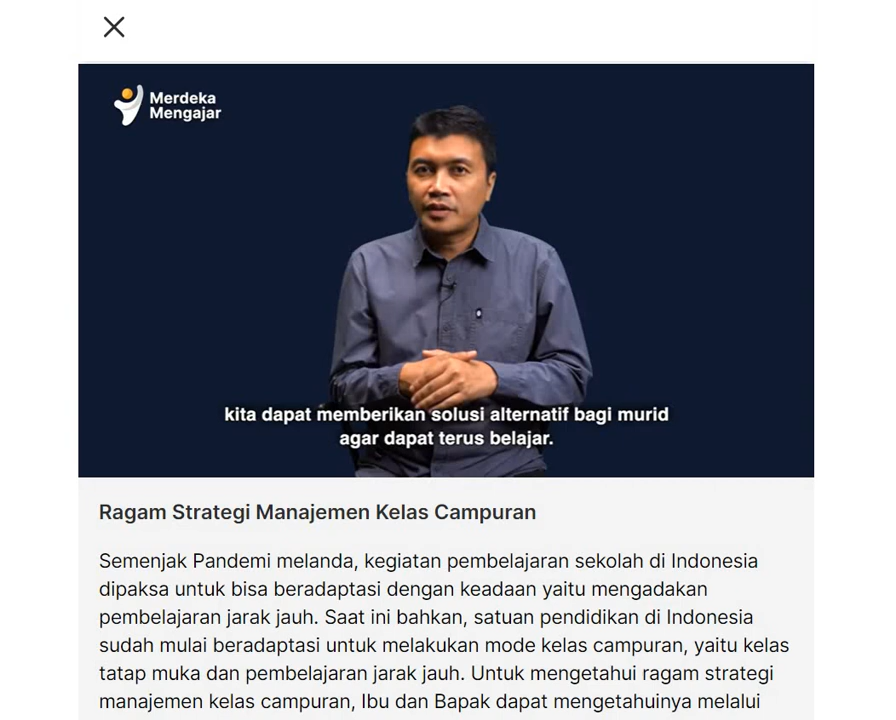 Merdeka
Mengajar
kita dapat memberikan solusi alternatif bagi murid
agar dapat terus belajar.
Ragam Strategi Manajemen Kelas Campuran
Semenjak Pandemi melanda, kegiatan pembelajaran sekolah di Indonesia
dipaksa untuk bisa beradaptasi dengan keadaan yaitu mengadakan
pembelajaran jarak jauh. Saat ini bahkan, satuan pendidikan di Indonesia
sudah mulai beradaptasi untuk melakukan mode kelas campuran, yaitu kelas
tatap muka dan pembelajaran jarak jauh. Untuk mengetahui ragam strategi
manajemen kelas campuran, Ibu dan Bapak dapat mengetahuinya melalui